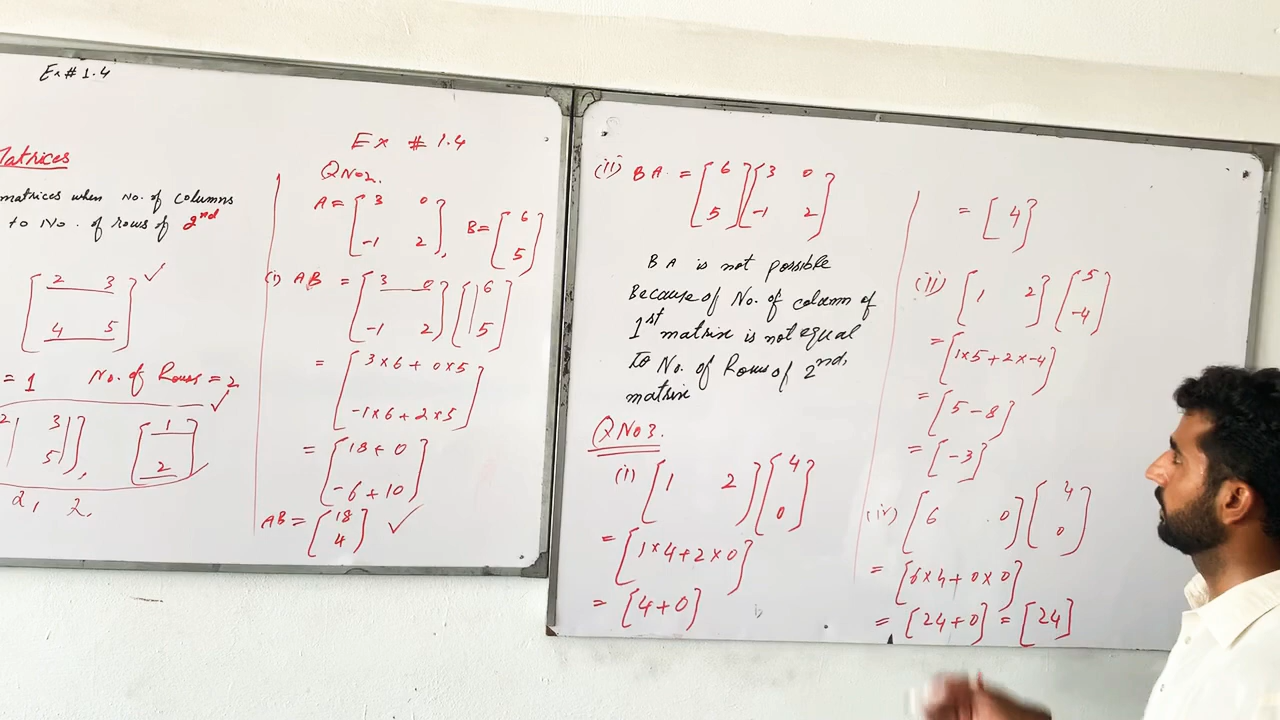 Ex# 1.4
Matrices
matrices when No. of columns
to No. of rows of 2nd
[2 3
4 5] ✓
= 1 No. of Rows = 2
2 3
5], [1
2] ✓
2, 2.
Ex # 1.4
QNo2.
A = [3 0
-1 2], B = [6
5]
(i) AB = [3 0
-1 2] [6
5]
= [3×6+0×5
-1×6+2×5]
= [18+0
-6+10]
AB = [18
4] ✓
(ii) BA = [6
5] [3 0
-1 2]
BA is not possible
Because of No. of column of
1st matrix is not equal
to No. of Rows of 2nd
matrix
QNo3.
(i) [1 2] [4
0]
= [1×4+2×0]
= [4+0]
= [4]
(ii) [1 2] [5
-4]
= [1×5+2×-4]
= [5-8]
= [-3]
(iv) [6 0] [4
0]
= [6×4+0×0]
= [24+0] = [24]